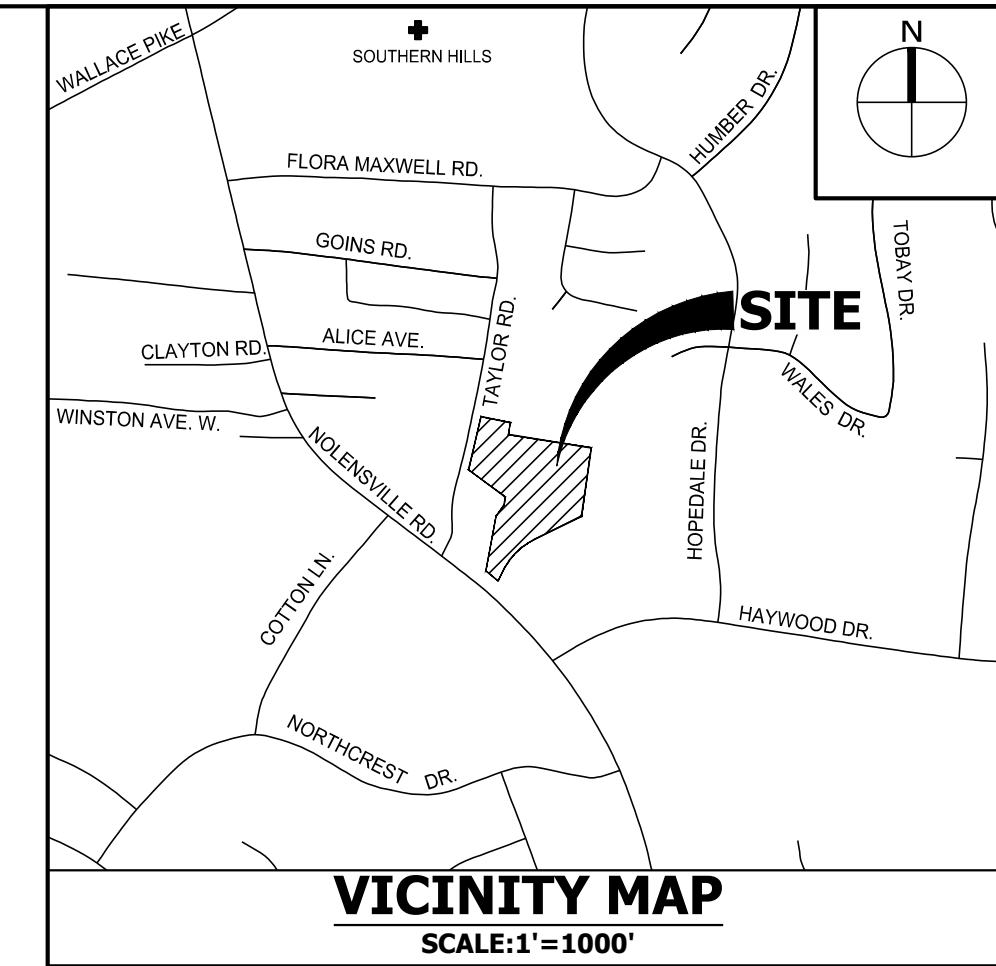 WALLACE PIKE
SOUTHERN HILLS
N
HUMBER DR.
FLORA MAXWELL RD.
GOINS RD.
TOBAY DR.
SITE
TAYLOR RD.
ALICE AVE.
CLAYTON RD.
WALES DR.
WINSTON AVE. W.
NOLENSVILLE RD.
HOPEDALE DR.
COTTON LN.
HAYWOOD DR.
NORTHCREST DR.
VICINITY MAP
SCALE:1'=1000'